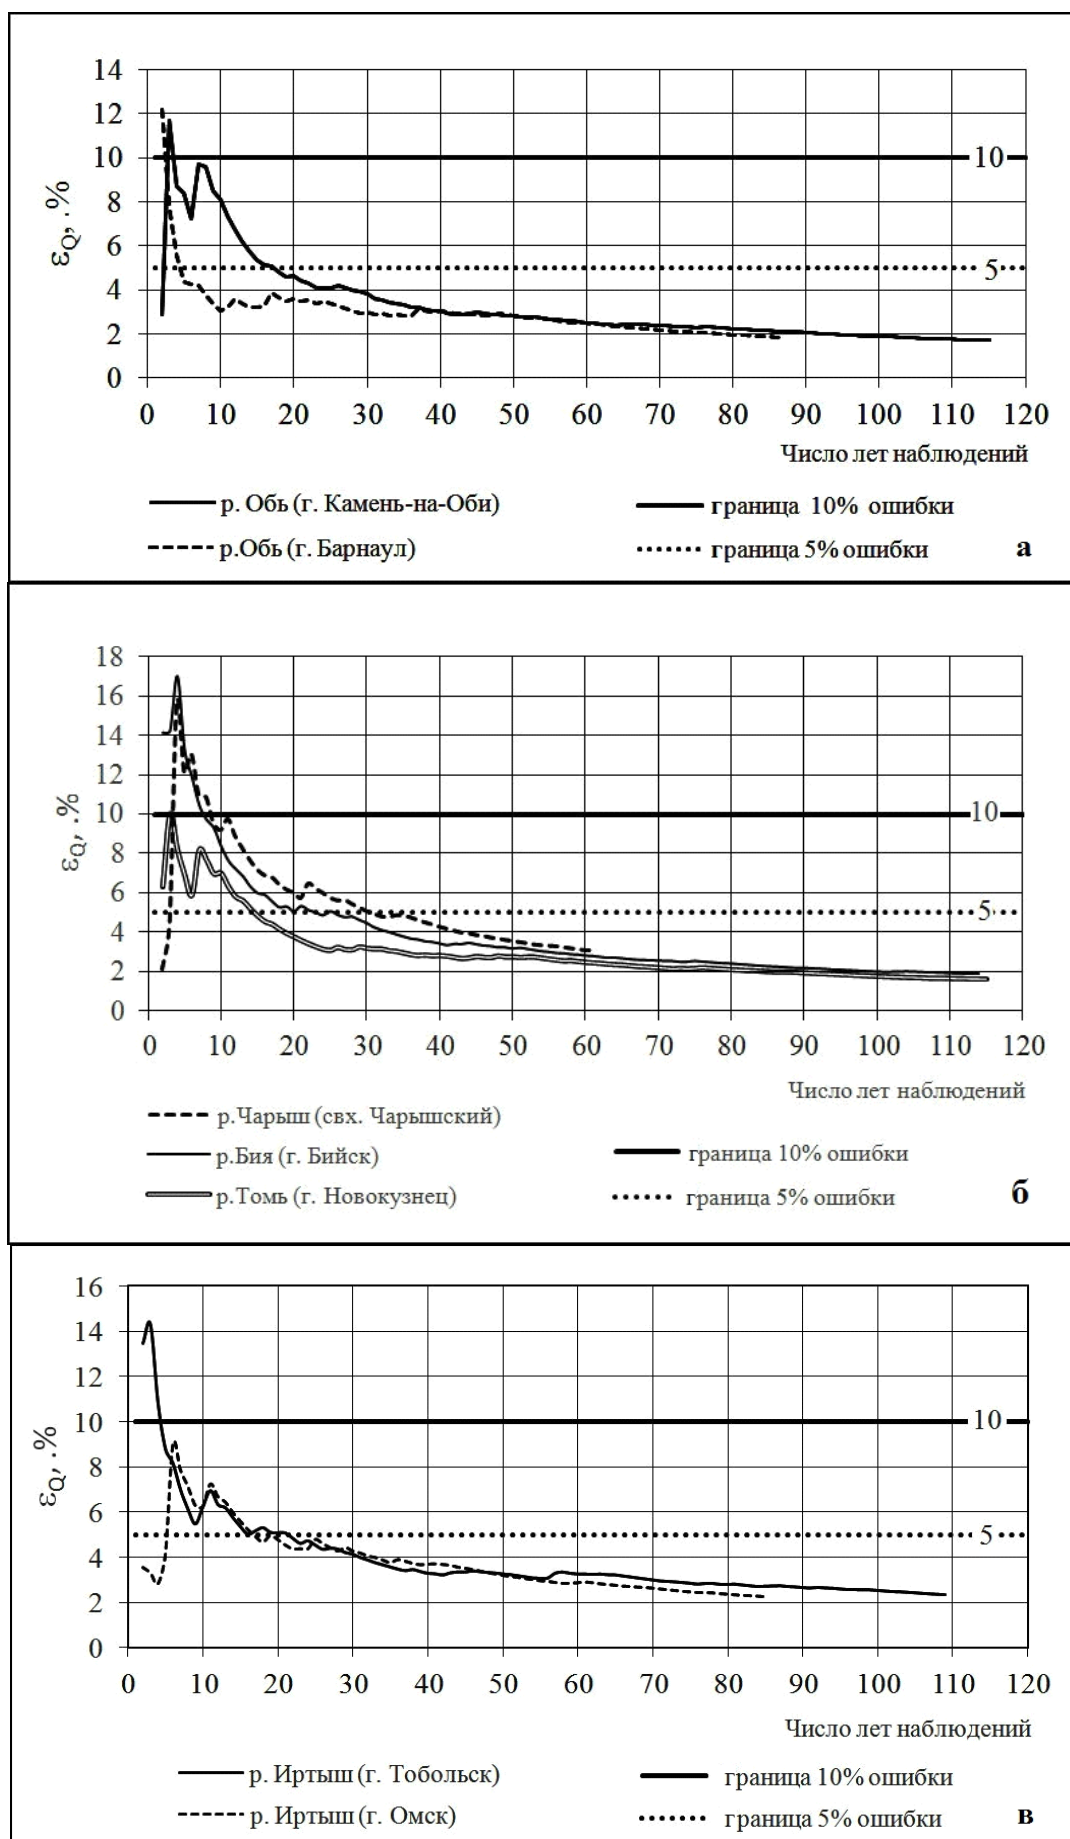 14
12
10
8
6
4
2
0
εQ, .%
10
5
0 10 20 30 40 50 60 70 80 90 100 110 120
Число лет наблюдений
р. Обь (г. Камень-на-Оби)
граница 10% ошибки
р.Обь (г. Барнаул)
граница 5% ошибки
а
18
16
14
12
10
8
6
4
2
0
εQ, .%
10
5
0 10 20 30 40 50 60 70 80 90 100 110 120
Число лет наблюдений
р.Чарыш (свх. Чарышский)
р.Бия (г. Бийск)
граница 10% ошибки
р.Томь (г. Новокузнец)
граница 5% ошибки
б
16
14
12
10
8
6
4
2
0
εQ, .%
10
5
0 10 20 30 40 50 60 70 80 90 100 110 120
Число лет наблюдений
р. Иртыш (г. Тобольск)
граница 10% ошибки
р. Иртыш (г. Омск)
граница 5% ошибки
в